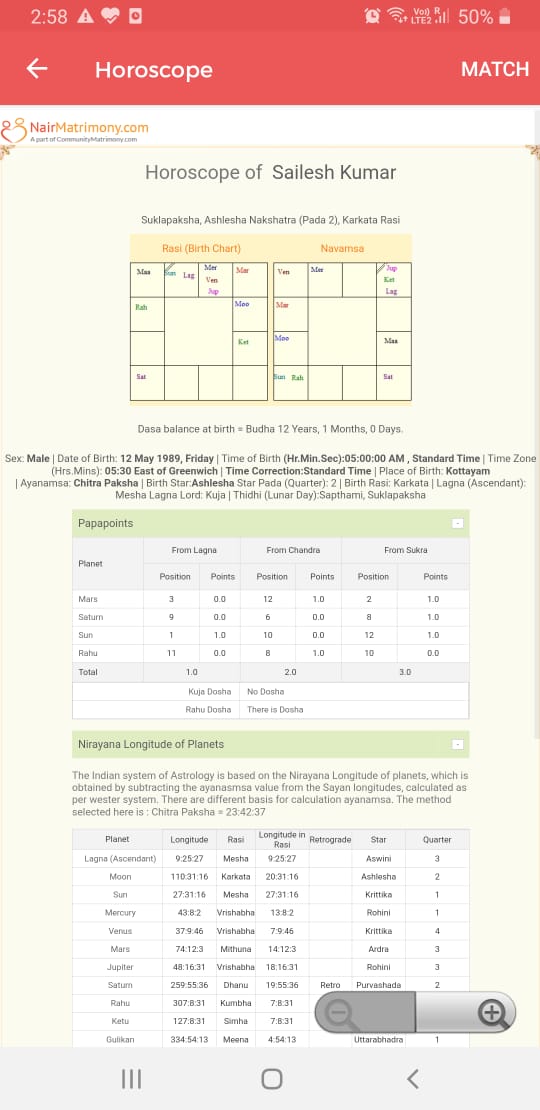 2:58 Vo)) R LTE2 50%
Horoscope MATCH
NairMatrimony.com
A part of CommunityMatrimony.com
Horoscope of Sailesh Kumar
Suklapaksha, Ashlesha Nakshatra (Pada 2), Karkata Rasi
Rasi (Birth Chart) Navamsa
Maa Sun Lag Mer Ven Jup Mar Ven Mer Jup Ket Lag
Rah Moo Mar
Ket Moo Maa
Sat Sun Rah Sat
Dasa balance at birth = Budha 12 Years, 1 Months, 0 Days.
Sex: Male | Date of Birth: 12 May 1989, Friday | Time of Birth (Hr.Min.Sec):05:00:00 AM , Standard Time | Time Zone
(Hrs.Mins): 05:30 East of Greenwich | Time Correction:Standard Time | Place of Birth: Kottayam
| Ayanamsa: Chitra Paksha | Birth Star:Ashlesha Star Pada (Quarter): 2 | Birth Rasi: Karkata | Lagna (Ascendant):
Mesha Lagna Lord: Kuja | Thidhi (Lunar Day):Sapthami, Suklapaksha
Papapoints -
Planet From Lagna From Chandra From Sukra
Position Points Position Points Position Points
Mars 3 0.0 12 1.0 2 1.0
Saturn 9 0.0 6 0.0 8 1.0
Sun 1 1.0 10 0.0 12 1.0
Rahu 11 0.0 8 1.0 10 0.0
Total 1.0 2.0 3.0
Kuja Dosha No Dosha
Rahu Dosha There is Dosha
Nirayana Longitude of Planets -
The Indian system of Astrology is based on the Nirayana Longitude of planets, which is
obtained by subtracting the ayanasmsa value from the Sayan longitudes, calculated as
per wester system. There are different basis for calculation ayanamsa. The method
selected here is : Chitra Paksha = 23:42:37
Planet Longitude Rasi Longitude in Rasi Retrograde Star Quarter
Lagna (Ascendant) 9:25:27 Mesha 9:25:27 Aswini 3
Moon 110:31:16 Karkata 20:31:16 Ashlesha 2
Sun 27:31:16 Mesha 27:31:16 Krittika 1
Mercury 43:8:2 Vrishabha 13:8:2 Rohini 1
Venus 37:9:46 Vrishabha 7:9:46 Krittika 4
Mars 74:12:3 Mithuna 14:12:3 Ardra 3
Jupiter 48:16:31 Vrishabha 18:16:31 Rohini 3
Saturn 259:55:36 Dhanu 19:55:36 Retro Purvashada 2
Rahu 307:8:31 Kumbha 7:8:31
Ketu 127:8:31 Simha 7:8:31
Gulikan 334:54:13 Meena 4:54:13 Uttarabhadra 1